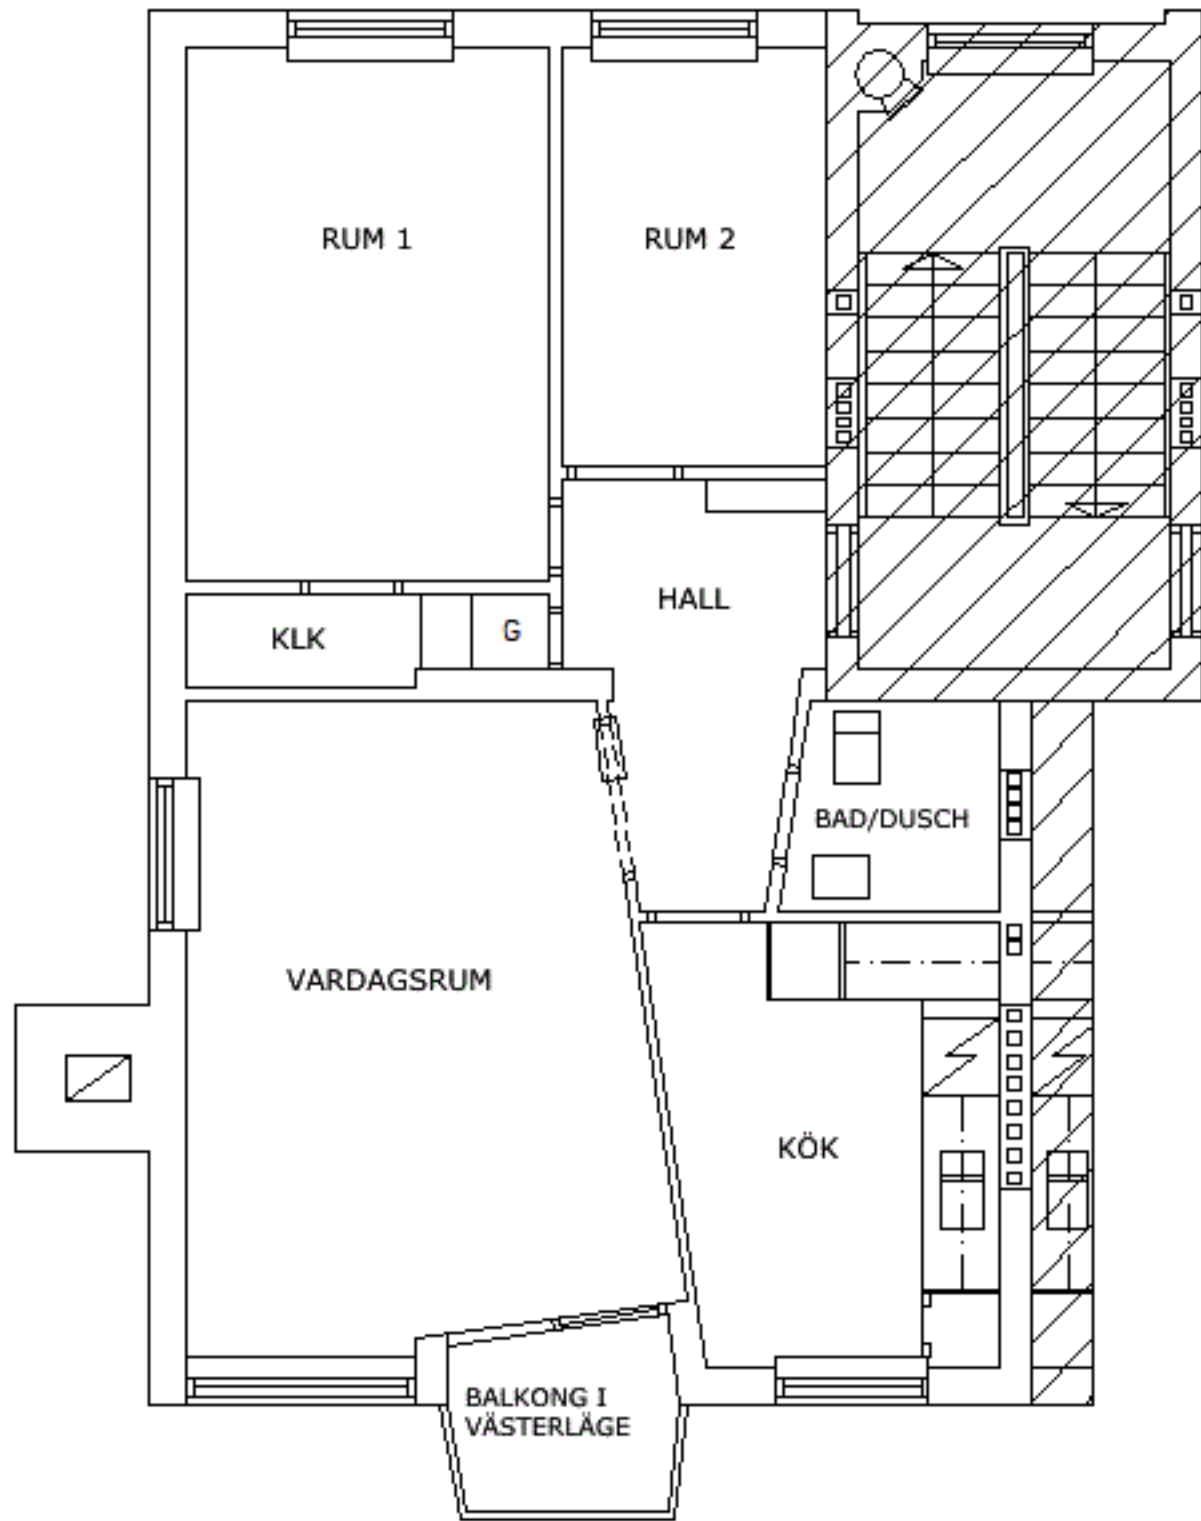 RUM 1
RUM 2
HALL
KLK
G
BAD/DUSCH
VARDAGSRUM
KÖK
BALKONG I
VÄSTERLÄGE